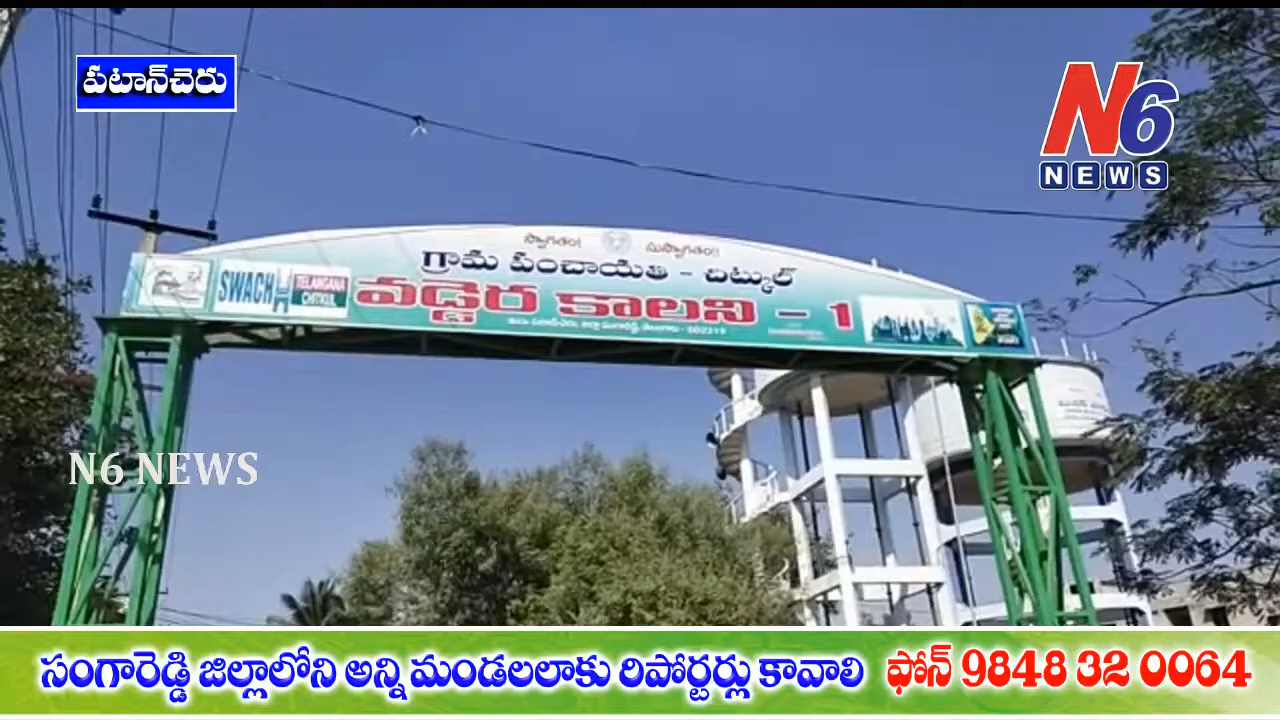 పటాన్‌చెరు
N6
NEWS
స్వాగతం! సుస్వాగతం!!
గ్రామ పంచాయతి - చిట్కుల్
SWACH TELANGANA CHITKUL
వడ్డెర కాలని - 1
N6 NEWS
సంగారెడ్డి జిల్లాలోని అన్ని మండలలాకు రిపోర్టర్లు కావాలి ఫోన్ 9848 32 0064